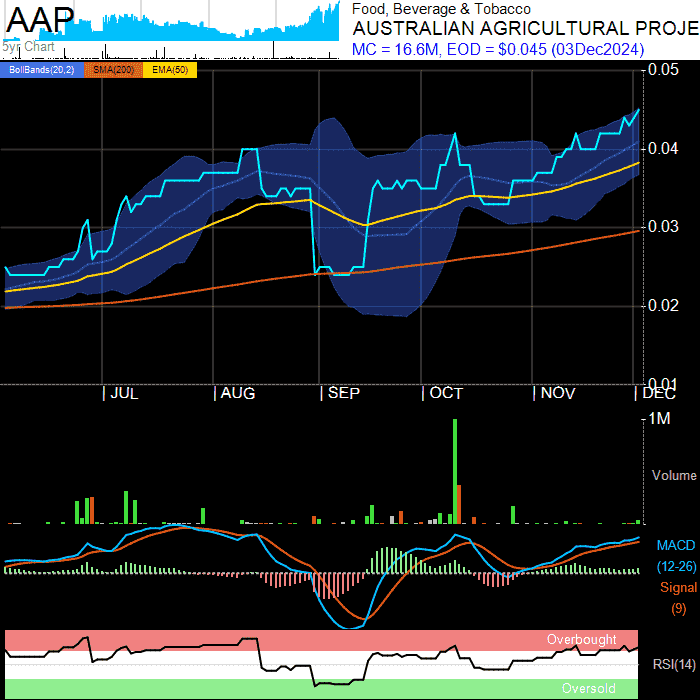 AAP
Food, Beverage & Tobacco
AUSTRALIAN AGRICULTURAL PROJE
5yr Chart
MC = 16.6M, EOD = $0.045 (03Dec2024)
BollBands(20,2) SMA(200) EMA(50)
0.05
0.04
0.03
0.02
0.01
JUL AUG SEP OCT NOV DEC
1M
Volume
MACD
(12-26)
Signal
(9)
Overbought
RSI(14)
Oversold